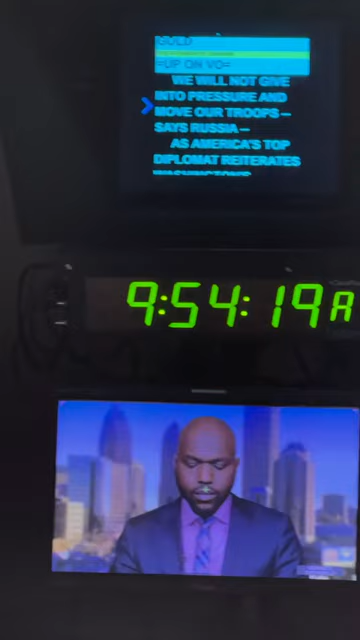 GOLD
=UP ON VO=
WE WILL NOT GIVE
INTO PRESSURE AND
MOVE OUR TROOPS –
SAYS RUSSIA –
AS AMERICA'S TOP
DIPLOMAT REITERATES
9:54:19A